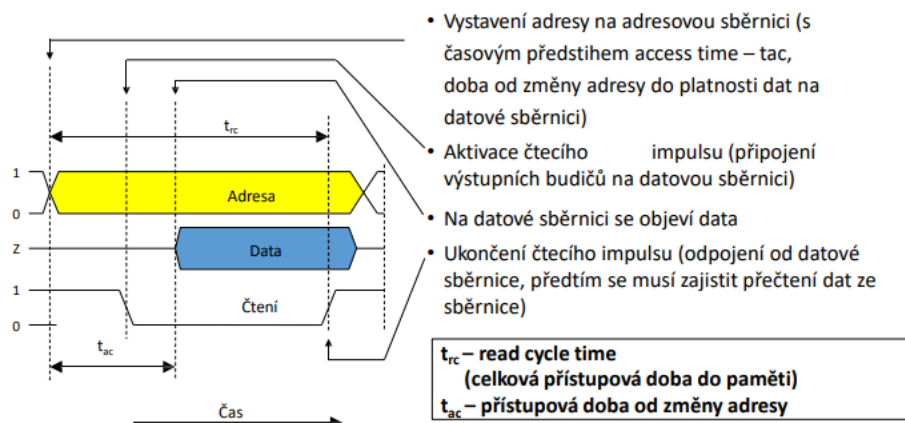 • Vystavení adresy na adresovou sběrnici (s
časovým předstihem access time – tac,
doba od změny adresy do platnosti dat na
datové sběrnici)
• Aktivace čtecího impulsu (připojení
výstupních budičů na datovou sběrnici)
• Na datové sběrnici se objeví data
• Ukončení čtecího impulsu (odpojení od datové
sběrnice, předtím se musí zajistit přečtení dat ze
sběrnice)
trc
1
Adresa
0
Z
Data
1
Čtení
0
tac
Čas
trc – read cycle time
(celková přístupová doba do paměti)
tac – přístupová doba od změny adresy